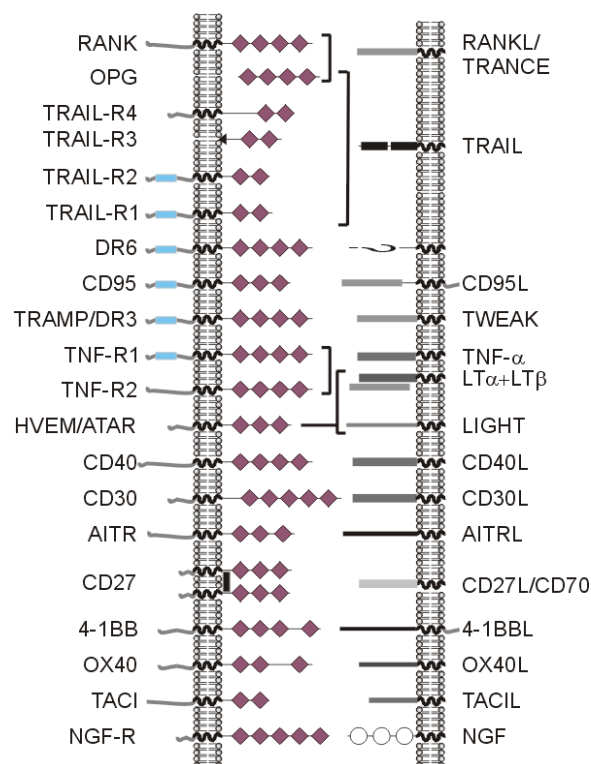 RANK
RANKL/
TRANCE
OPG
TRAIL-R4
TRAIL-R3
TRAIL
TRAIL-R2
TRAIL-R1
DR6
CD95
CD95L
TRAMP/DR3
TWEAK
TNF-R1
TNF-α
LTα+LTβ
TNF-R2
HVEM/ATAR
LIGHT
CD40
CD40L
CD30
CD30L
AITR
AITRL
CD27
CD27L/CD70
4-1BB
4-1BBL
OX40
OX40L
TACI
TACIL
NGF-R
NGF